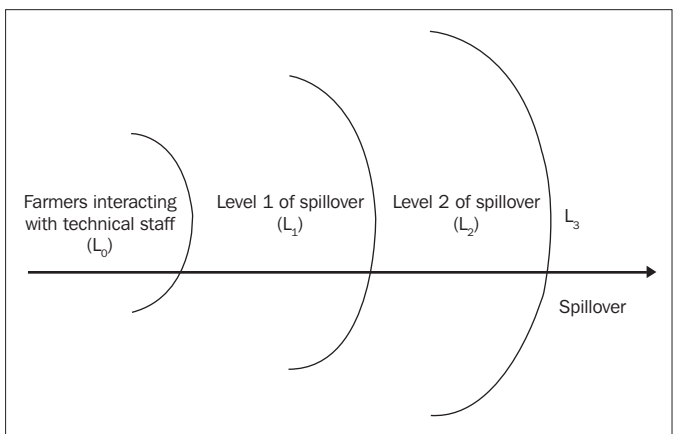 Farmers interacting
with technical staff
(L₀)
Level 1 of spillover
(L₁)
Level 2 of spillover
(L₂)
L₃
Spillover